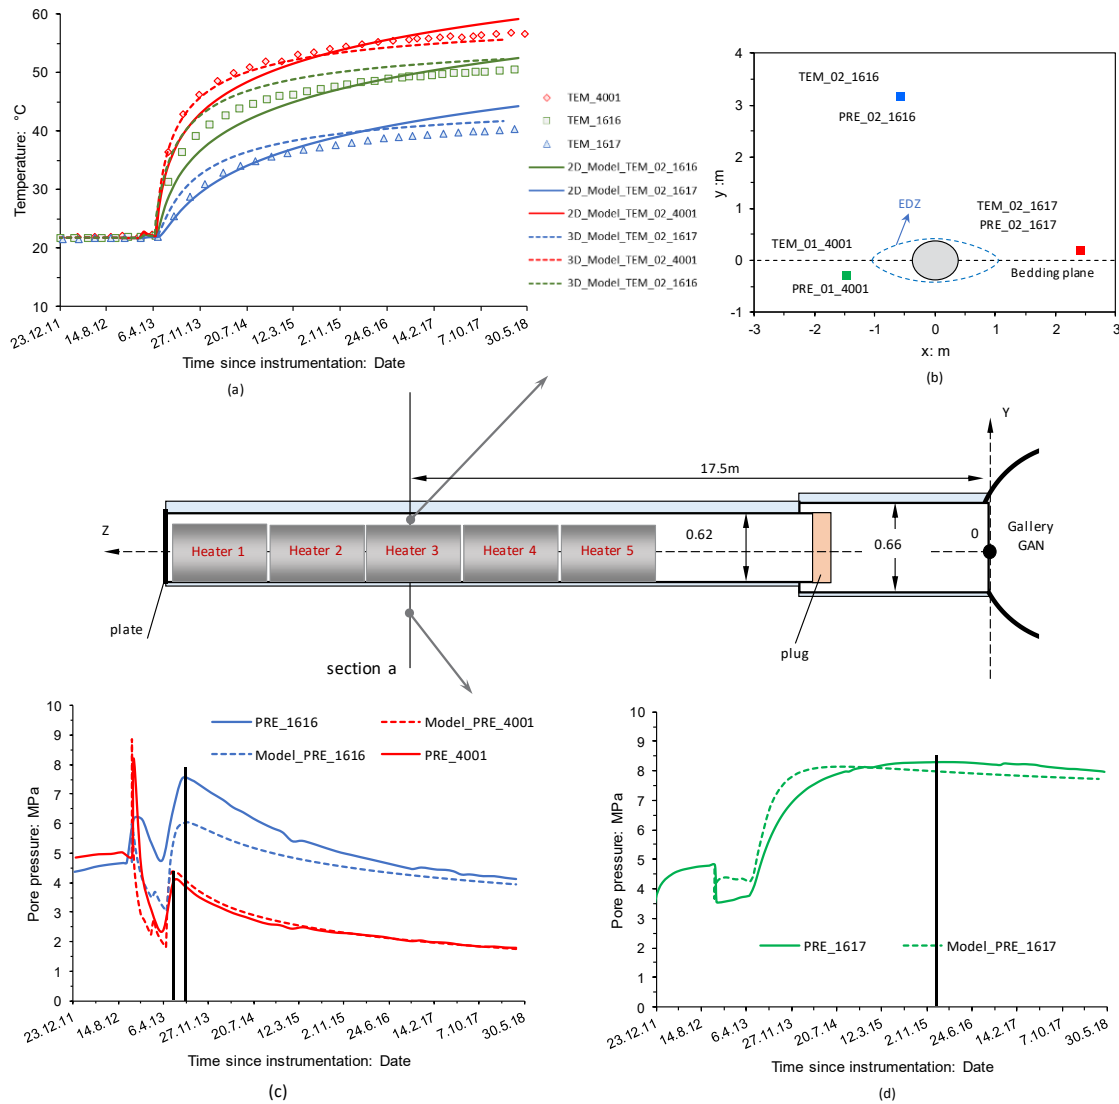 60
50
40
30
20
10
Temperature: °C
23.12.11
14.8.12
6.4.13
27.11.13
20.7.14
12.3.15
2.11.15
24.6.16
14.2.17
7.10.17
30.5.18
Time since instrumentation: Date
(a)
TEM_4001
TEM_1616
TEM_1617
2D_Model_TEM_02_1616
2D_Model_TEM_02_1617
2D_Model_TEM_02_4001
3D_Model_TEM_02_1617
3D_Model_TEM_02_4001
3D_Model_TEM_02_1616
4
3
2
1
0
-1
y :m
TEM_02_1616
PRE_02_1616
EDZ
TEM_02_1617
PRE_02_1617
TEM_01_4001
PRE_01_4001
Bedding plane
-3
-2
-1
0
1
2
3
x: m
(b)
Y
17.5m
Z
Heater 1
Heater 2
Heater 3
Heater 4
Heater 5
0.62
0.66
0
Gallery
GAN
plate
plug
section a
10
9
8
7
6
5
4
3
2
1
0
Pore pressure: MPa
PRE_1616
Model_PRE_4001
Model_PRE_1616
PRE_4001
23.12.11
14.8.12
6.4.13
27.11.13
20.7.14
12.3.15
2.11.15
24.6.16
14.2.17
7.10.17
30.5.18
Time since instrumentation: Date
(c)
10
9
8
7
6
5
4
3
2
1
0
Pore pressure: MPa
PRE_1617
Model_PRE_1617
23.12.11
14.8.12
6.4.13
27.11.13
20.7.14
12.3.15
2.11.15
24.6.16
14.2.17
7.10.17
30.5.18
Time since instrumentation: Date
(d)